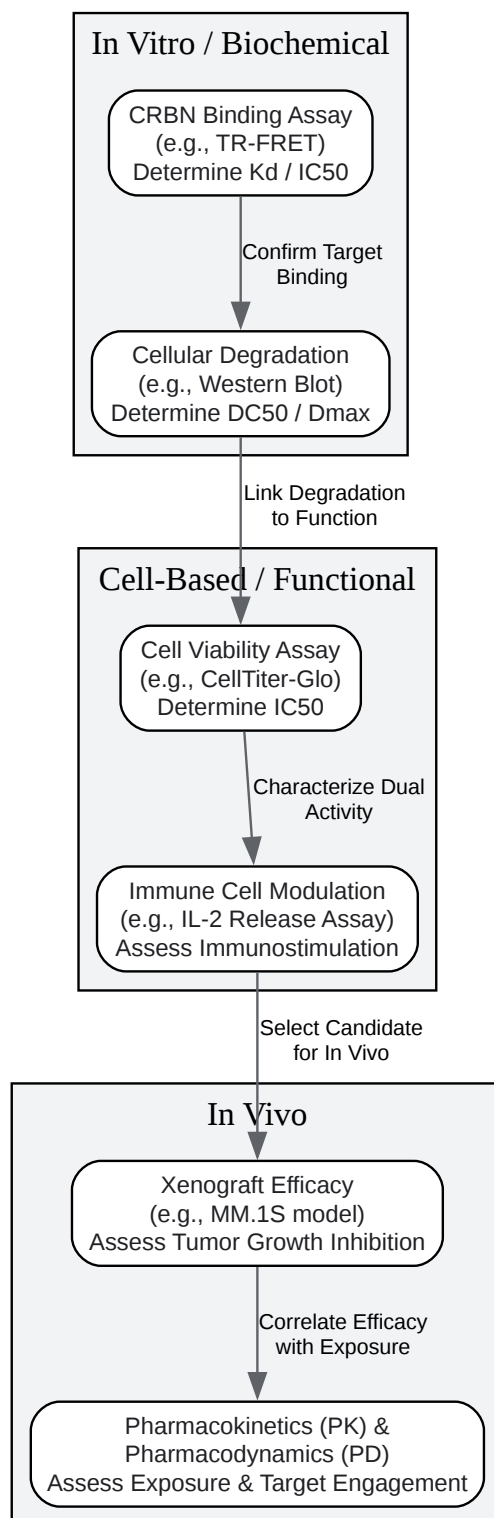 In Vitro / Biochemical
CRBN Binding Assay
(e.g., TR-FRET)
Determine Kd / IC50
Confirm Target
Binding
Cellular Degradation
(e.g., Western Blot)
Determine DC50 / Dmax
Link Degradation
to Function
Cell-Based / Functional
Cell Viability Assay
(e.g., CellTiter-Glo)
Determine IC50
Characterize Dual
Activity
Immune Cell Modulation
(e.g., IL-2 Release Assay)
Assess Immunostimulation
Select Candidate
for In Vivo
In Vivo
Xenograft Efficacy
(e.g., MM.1S model)
Assess Tumor Growth Inhibition
Correlate Efficacy
with Exposure
Pharmacokinetics (PK) &
Pharmacodynamics (PD)
Assess Exposure & Target Engagement